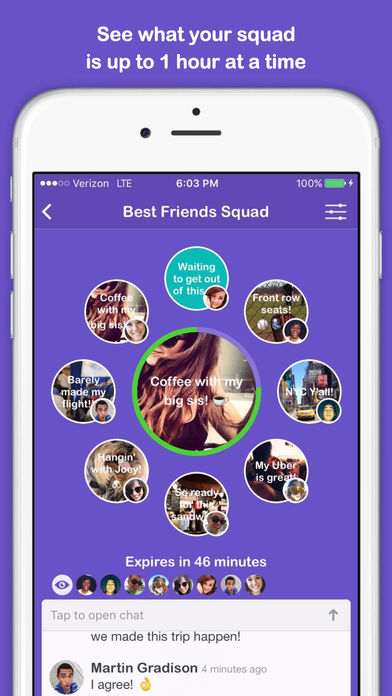 See what your squad
is up to 1 hour at a time
Verizon LTE 6:03 PM 100%
Best Friends Squad
Waiting
to get out
of this
Coffee
with my
big sis!
Front row
seats!
Barely
made my
flight!
Coffee with my
big sis! ☕
NYC Y'all!
Hangin'
with Joey!
My Uber
is great!
So ready
for this
sandw
Expires in 46 minutes
Tap to open chat
we made this trip happen!
Martin Gradison 4 minutes ago
I agree! 👌